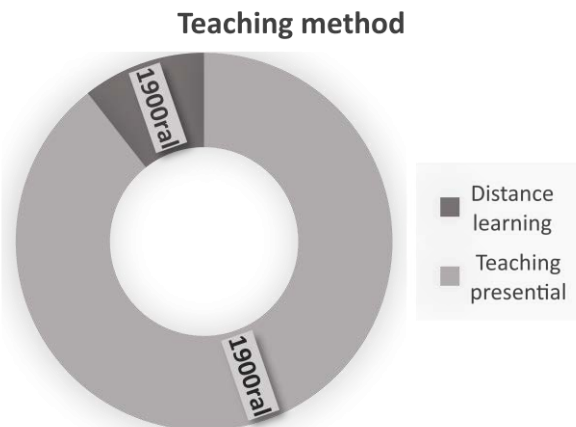 Teaching method
1900ral
Distance
learning
Teaching
presential
1900ral